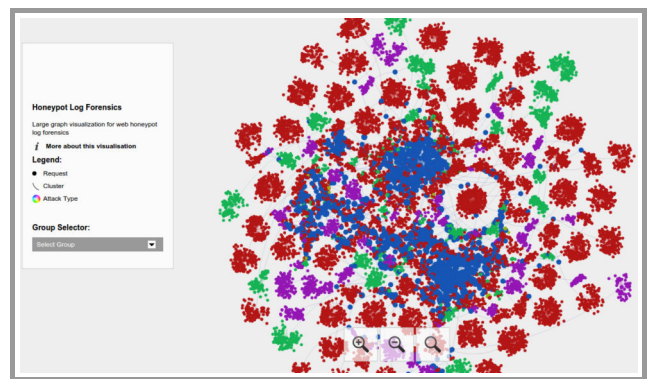 Honeypot Log Forensics
Large graph visualization for web honeypot
log forensics
i More about this visualisation
Legend:
Request
Cluster
Attack Type
Group Selector:
Select Group